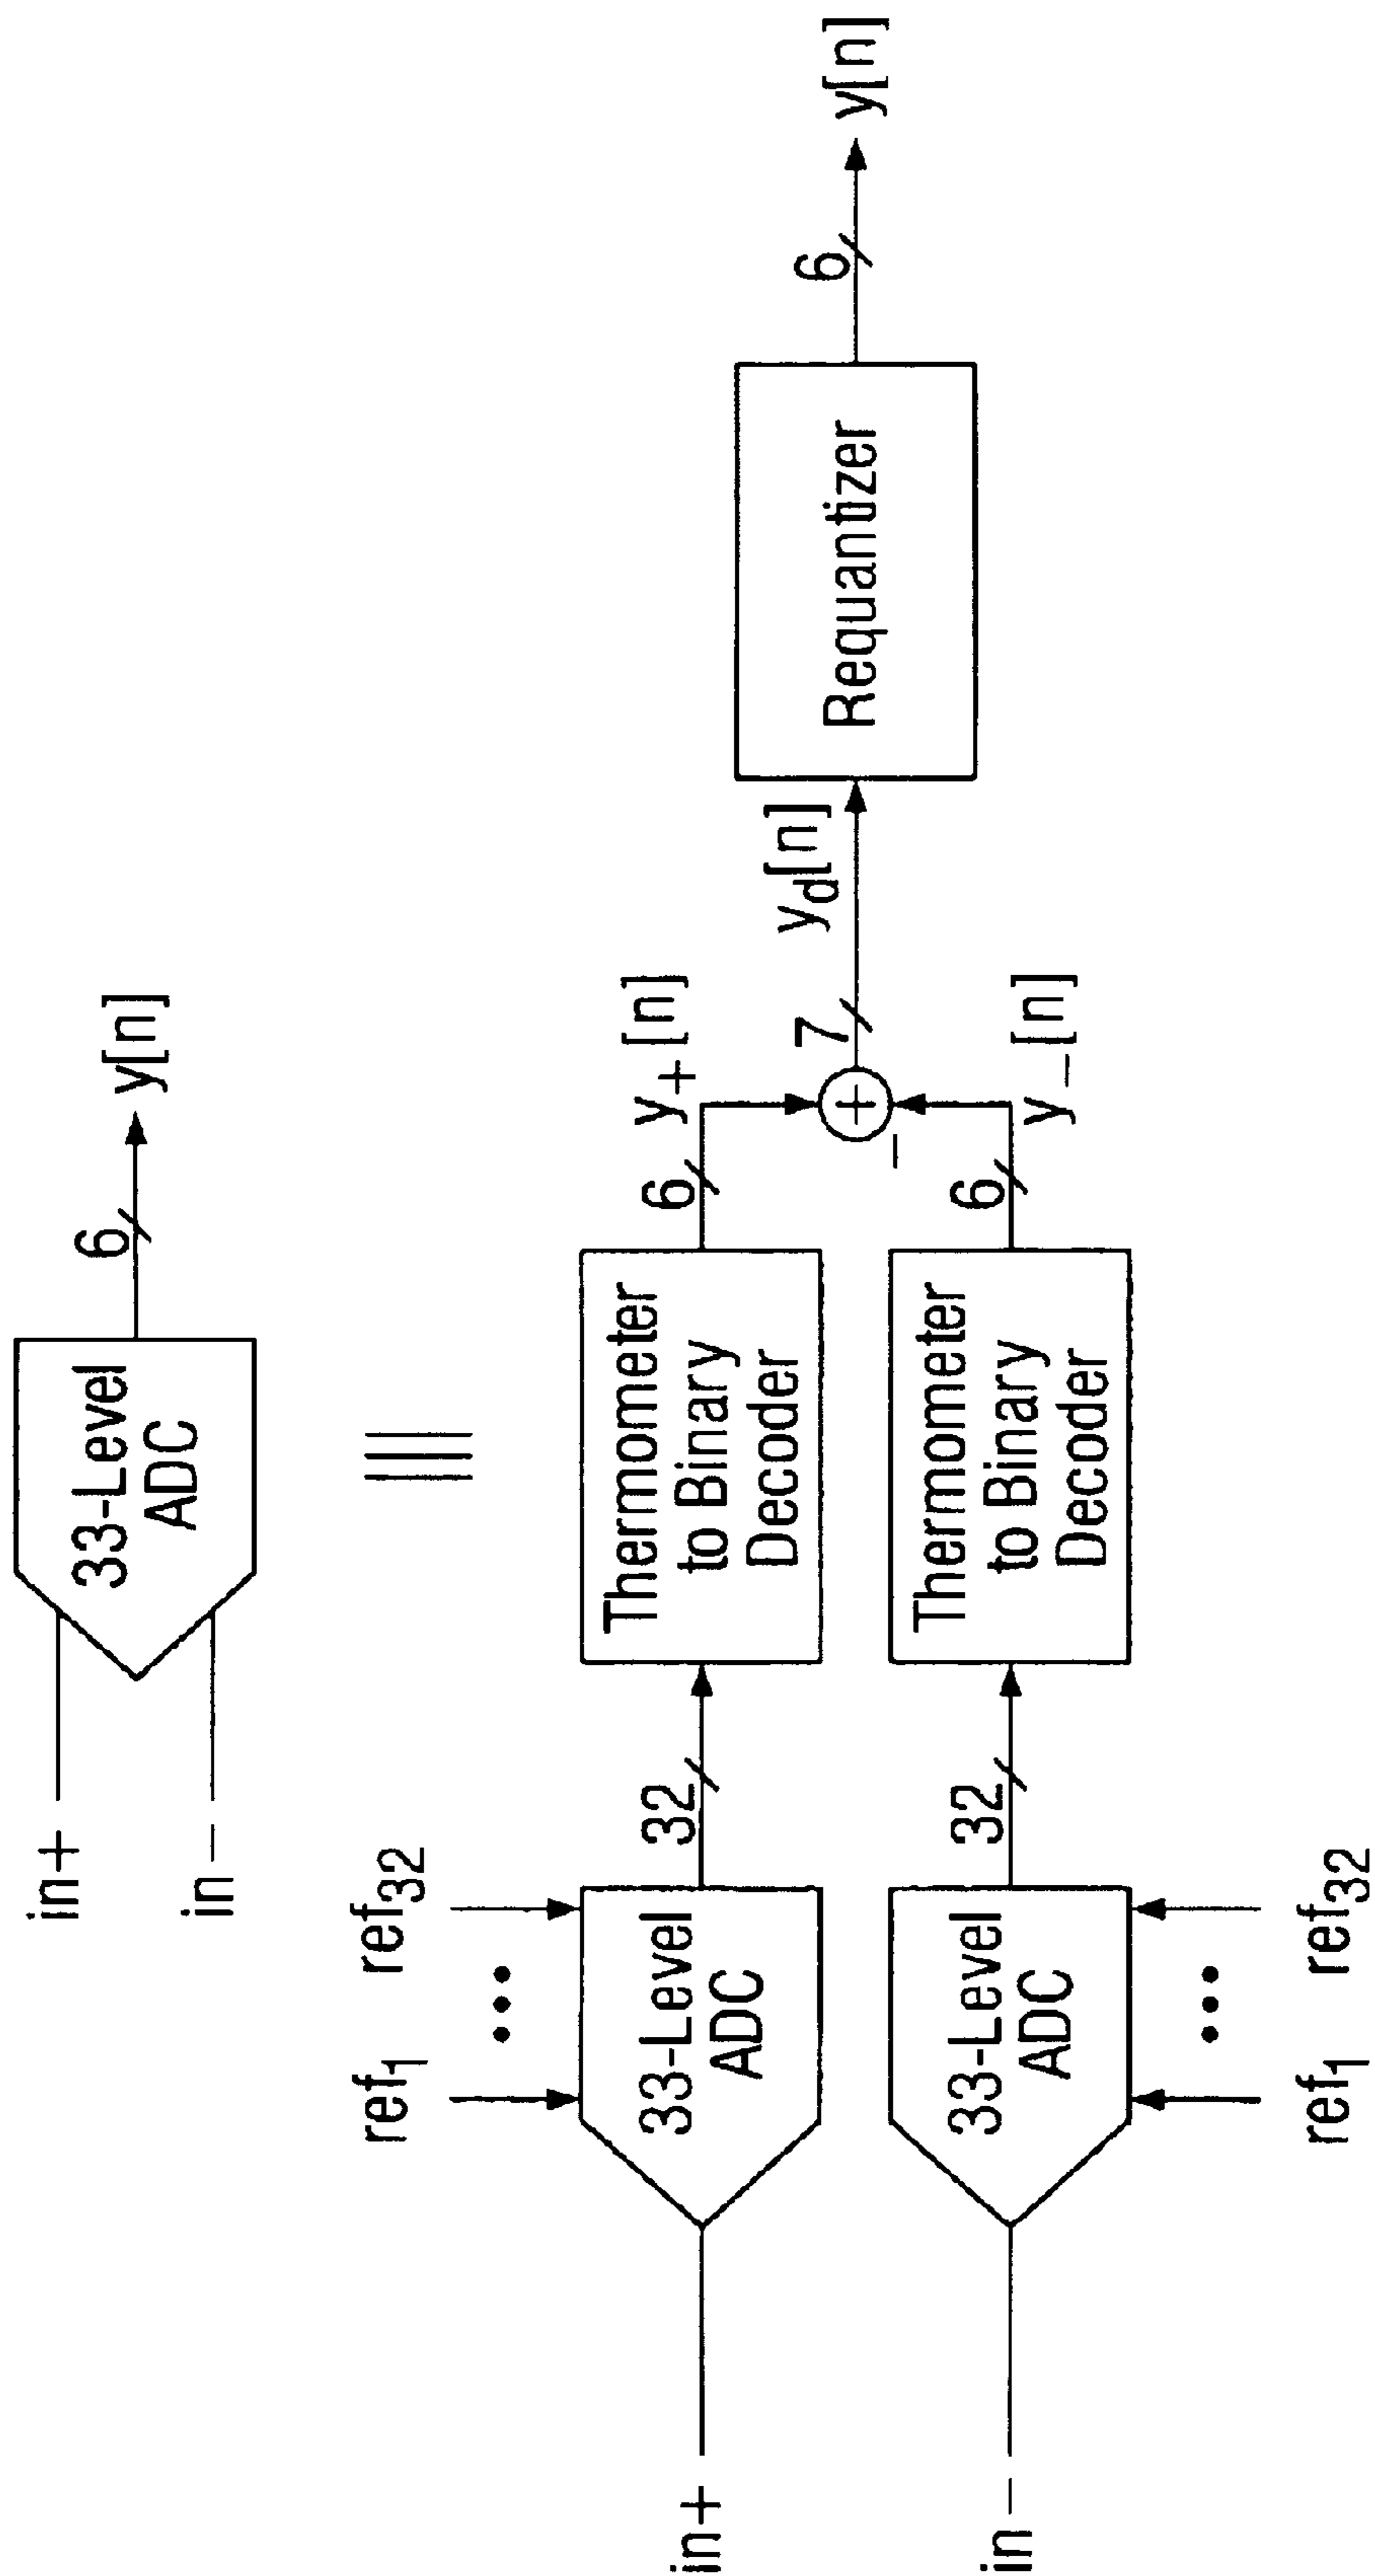 in+
in−
33-Level
ADC
6
y[n]
≡
ref1 ••• ref32
in+
33-Level
ADC
32
Thermometer
to Binary
Decoder
6
y+[n]
in−
33-Level
ADC
ref1 ••• ref32
32
Thermometer
to Binary
Decoder
6
y−[n]
+
−
7
yd[n]
Requantizer
6
y[n]